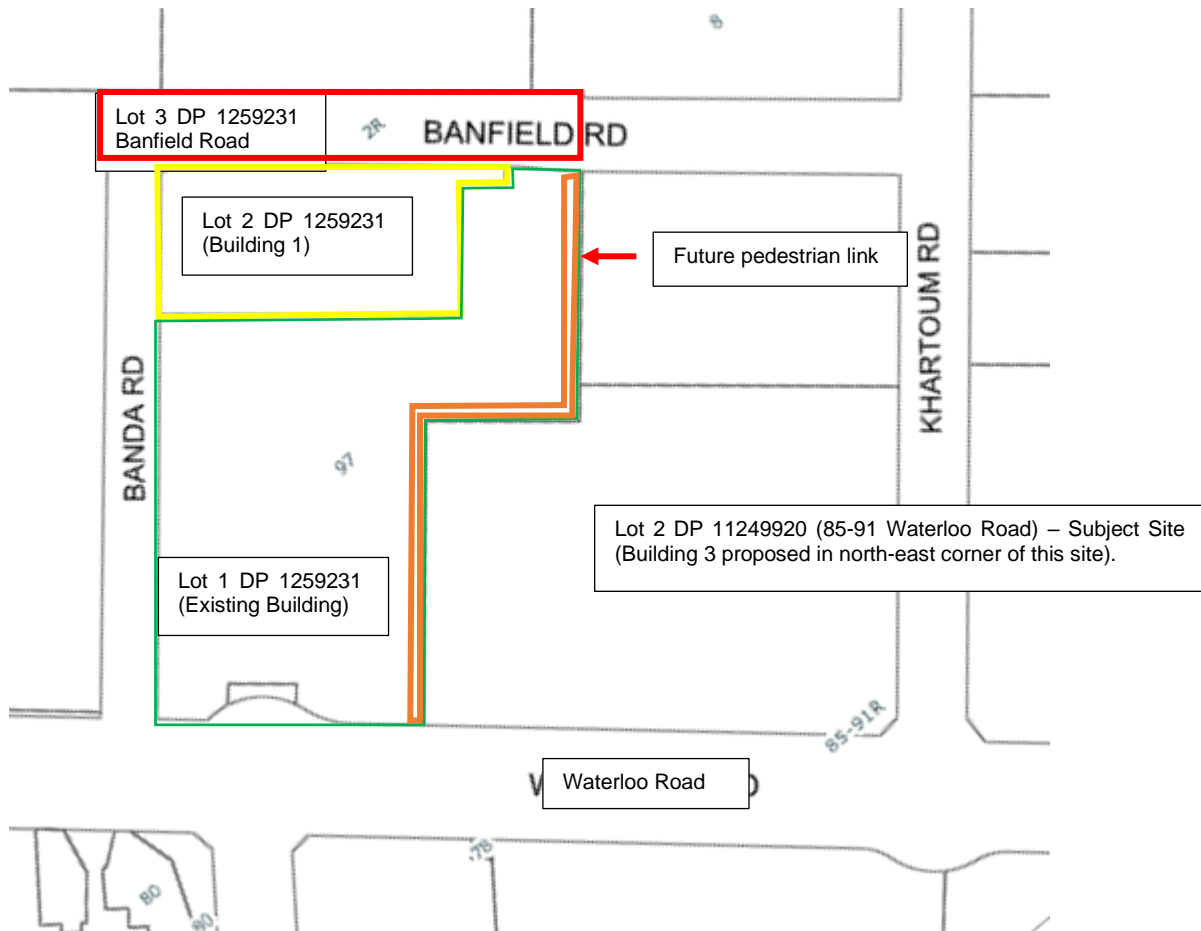 8
Lot 3 DP 1259231
Banfield Road
2R
BANFIELD RD
Lot 2 DP 1259231
(Building 1)
Future pedestrian link
KHARTOUM RD
BANDA RD
97
Lot 2 DP 11249920 (85-91 Waterloo Road) – Subject Site
(Building 3 proposed in north-east corner of this site).
Lot 1 DP 1259231
(Existing Building)
85-91R
Waterloo Road
78
80
80